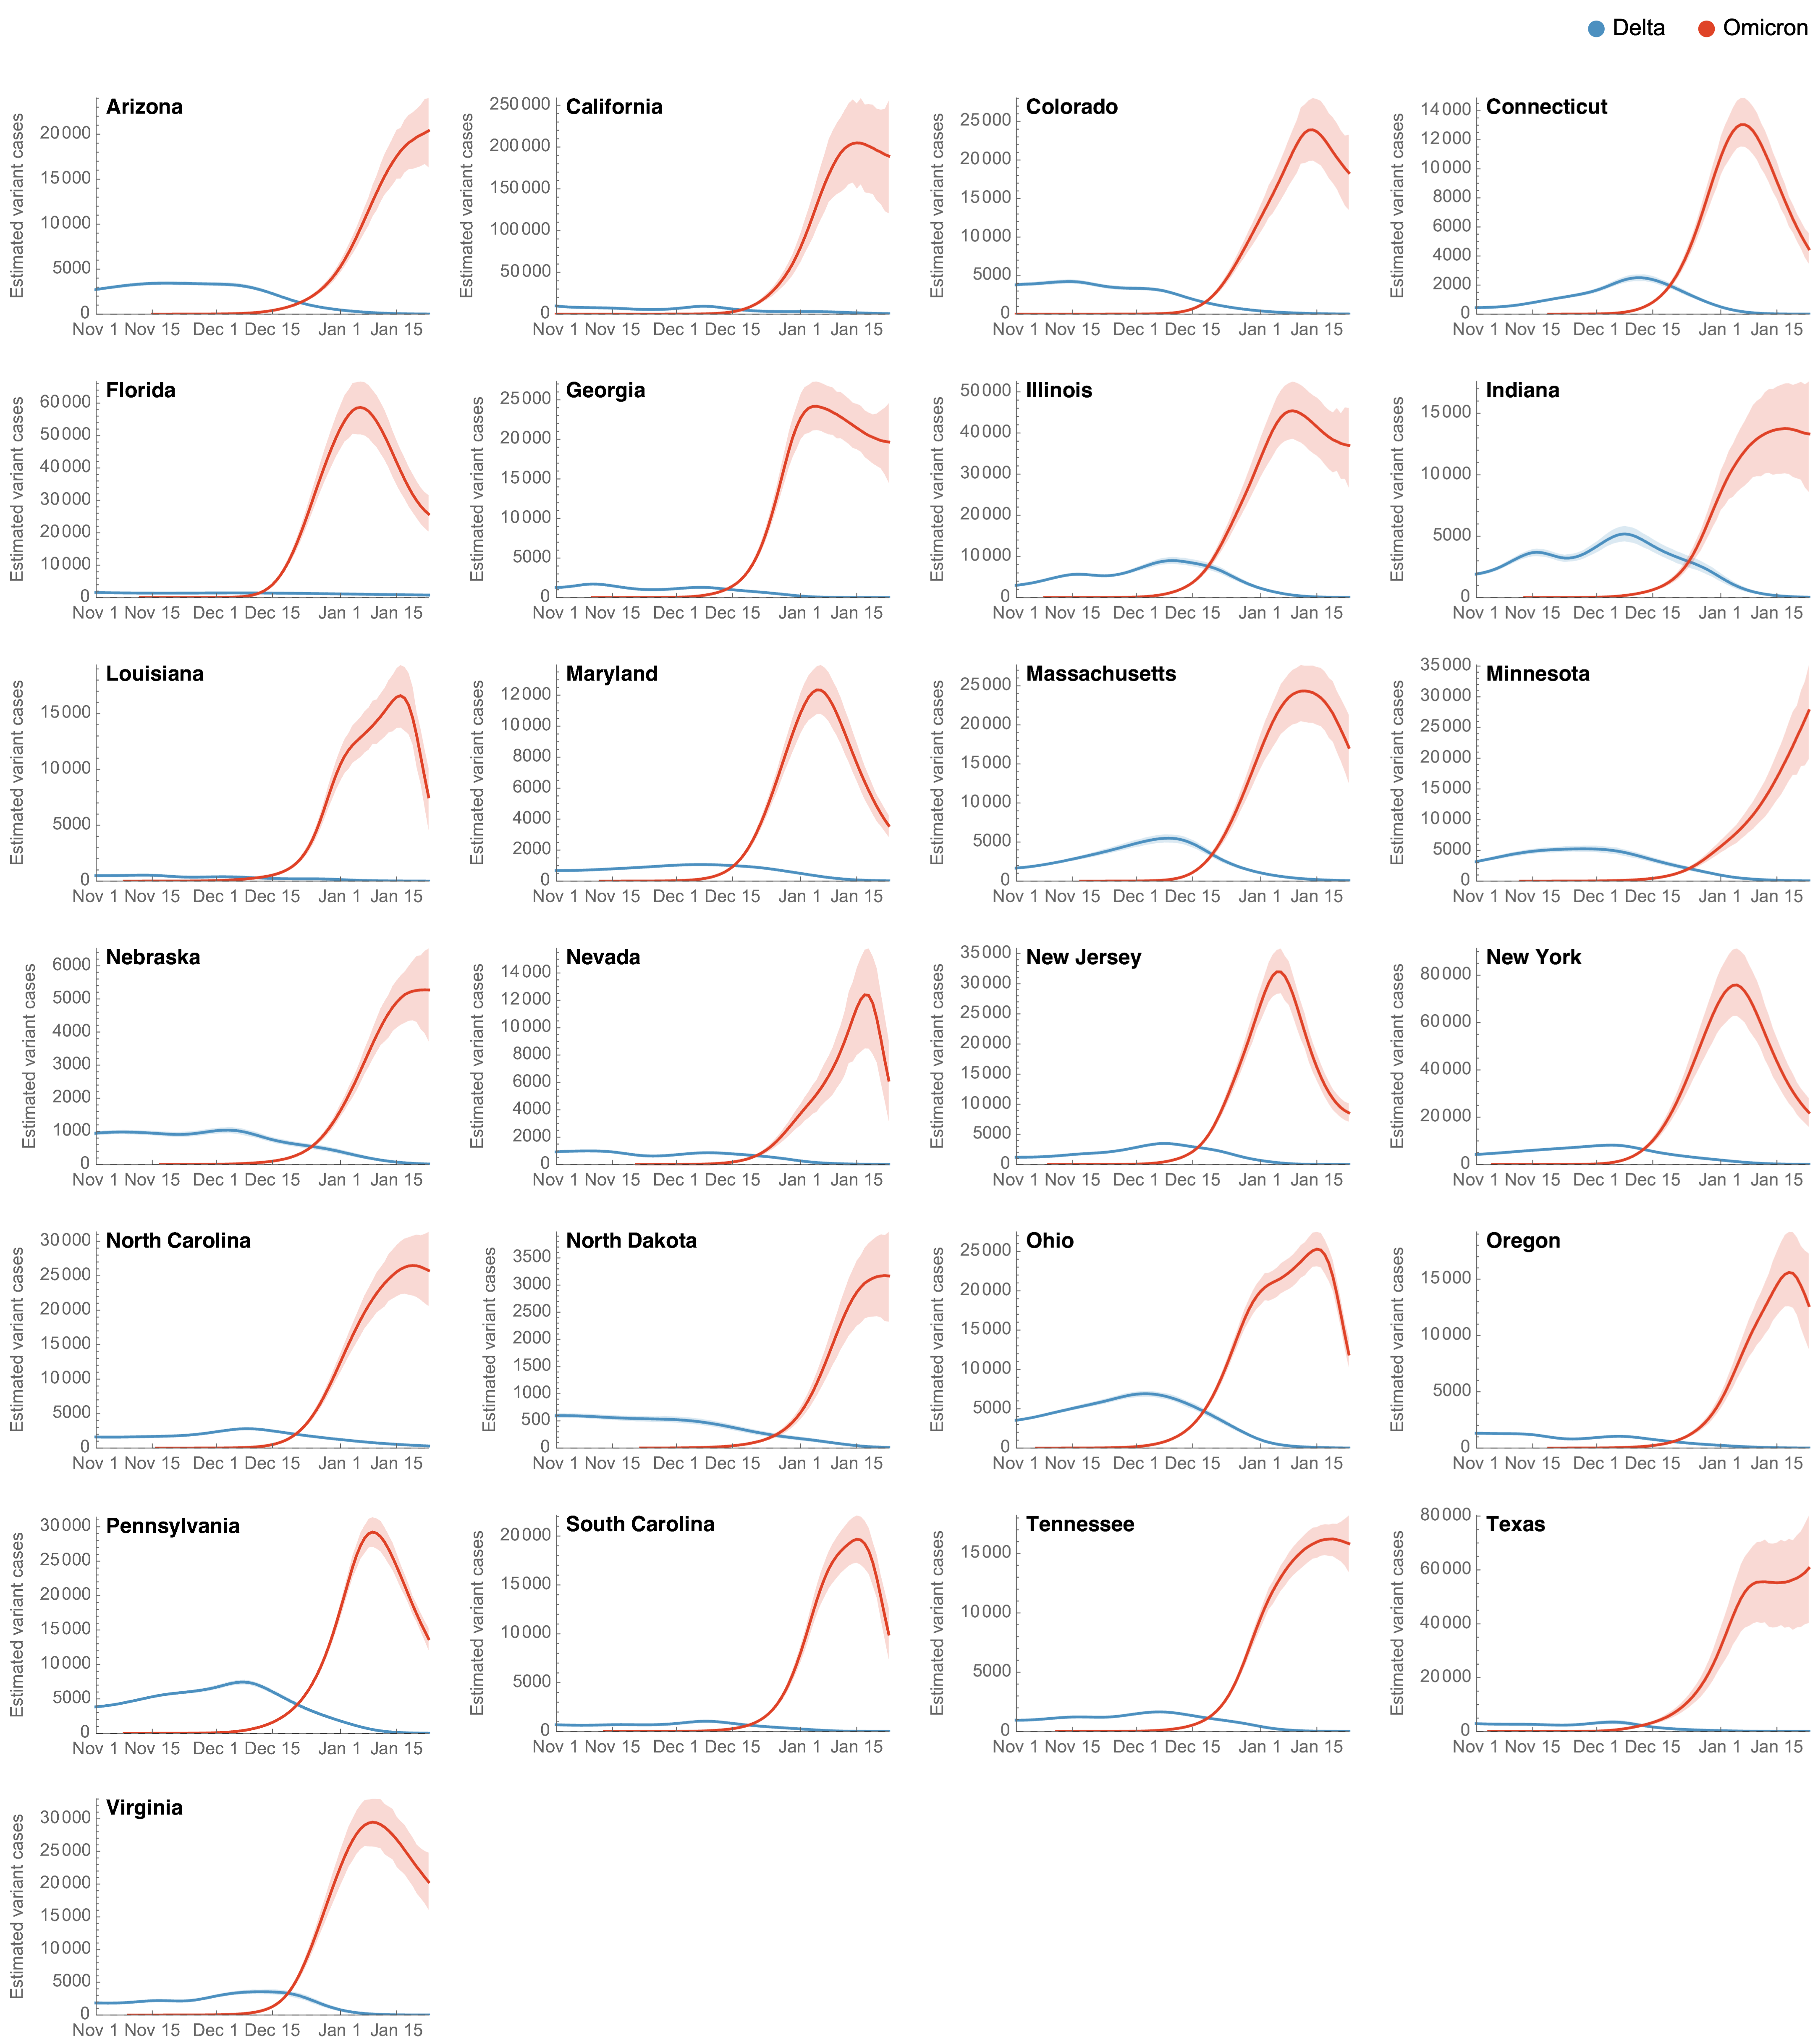 Delta Omicron
Arizona
Estimated variant cases
20000
15000
10000
5000
0
Nov 1 Nov 15 Dec 1 Dec 15 Jan 1 Jan 15
California
Estimated variant cases
250000
200000
150000
100000
50000
0
Nov 1 Nov 15 Dec 1 Dec 15 Jan 1 Jan 15
Colorado
Estimated variant cases
25000
20000
15000
10000
5000
0
Nov 1 Nov 15 Dec 1 Dec 15 Jan 1 Jan 15
Connecticut
Estimated variant cases
14000
12000
10000
8000
6000
4000
2000
0
Nov 1 Nov 15 Dec 1 Dec 15 Jan 1 Jan 15
Florida
Estimated variant cases
60000
50000
40000
30000
20000
10000
0
Nov 1 Nov 15 Dec 1 Dec 15 Jan 1 Jan 15
Georgia
Estimated variant cases
25000
20000
15000
10000
5000
0
Nov 1 Nov 15 Dec 1 Dec 15 Jan 1 Jan 15
Illinois
Estimated variant cases
50000
40000
30000
20000
10000
0
Nov 1 Nov 15 Dec 1 Dec 15 Jan 1 Jan 15
Indiana
Estimated variant cases
15000
10000
5000
0
Nov 1 Nov 15 Dec 1 Dec 15 Jan 1 Jan 15
Louisiana
Estimated variant cases
15000
10000
5000
0
Nov 1 Nov 15 Dec 1 Dec 15 Jan 1 Jan 15
Maryland
Estimated variant cases
12000
10000
8000
6000
4000
2000
0
Nov 1 Nov 15 Dec 1 Dec 15 Jan 1 Jan 15
Massachusetts
Estimated variant cases
25000
20000
15000
10000
5000
0
Nov 1 Nov 15 Dec 1 Dec 15 Jan 1 Jan 15
Minnesota
Estimated variant cases
35000
30000
25000
20000
15000
10000
5000
0
Nov 1 Nov 15 Dec 1 Dec 15 Jan 1 Jan 15
Nebraska
Estimated variant cases
6000
5000
4000
3000
2000
1000
0
Nov 1 Nov 15 Dec 1 Dec 15 Jan 1 Jan 15
Nevada
Estimated variant cases
14000
12000
10000
8000
6000
4000
2000
0
Nov 1 Nov 15 Dec 1 Dec 15 Jan 1 Jan 15
New Jersey
Estimated variant cases
35000
30000
25000
20000
15000
10000
5000
0
Nov 1 Nov 15 Dec 1 Dec 15 Jan 1 Jan 15
New York
Estimated variant cases
80000
60000
40000
20000
0
Nov 1 Nov 15 Dec 1 Dec 15 Jan 1 Jan 15
North Carolina
Estimated variant cases
30000
25000
20000
15000
10000
5000
0
Nov 1 Nov 15 Dec 1 Dec 15 Jan 1 Jan 15
North Dakota
Estimated variant cases
3500
3000
2500
2000
1500
1000
500
0
Nov 1 Nov 15 Dec 1 Dec 15 Jan 1 Jan 15
Ohio
Estimated variant cases
25000
20000
15000
10000
5000
0
Nov 1 Nov 15 Dec 1 Dec 15 Jan 1 Jan 15
Oregon
Estimated variant cases
15000
10000
5000
0
Nov 1 Nov 15 Dec 1 Dec 15 Jan 1 Jan 15
Pennsylvania
Estimated variant cases
30000
25000
20000
15000
10000
5000
0
Nov 1 Nov 15 Dec 1 Dec 15 Jan 1 Jan 15
South Carolina
Estimated variant cases
20000
15000
10000
5000
0
Nov 1 Nov 15 Dec 1 Dec 15 Jan 1 Jan 15
Tennessee
Estimated variant cases
15000
10000
5000
0
Nov 1 Nov 15 Dec 1 Dec 15 Jan 1 Jan 15
Texas
Estimated variant cases
80000
60000
40000
20000
0
Nov 1 Nov 15 Dec 1 Dec 15 Jan 1 Jan 15
Virginia
Estimated variant cases
30000
25000
20000
15000
10000
5000
0
Nov 1 Nov 15 Dec 1 Dec 15 Jan 1 Jan 15